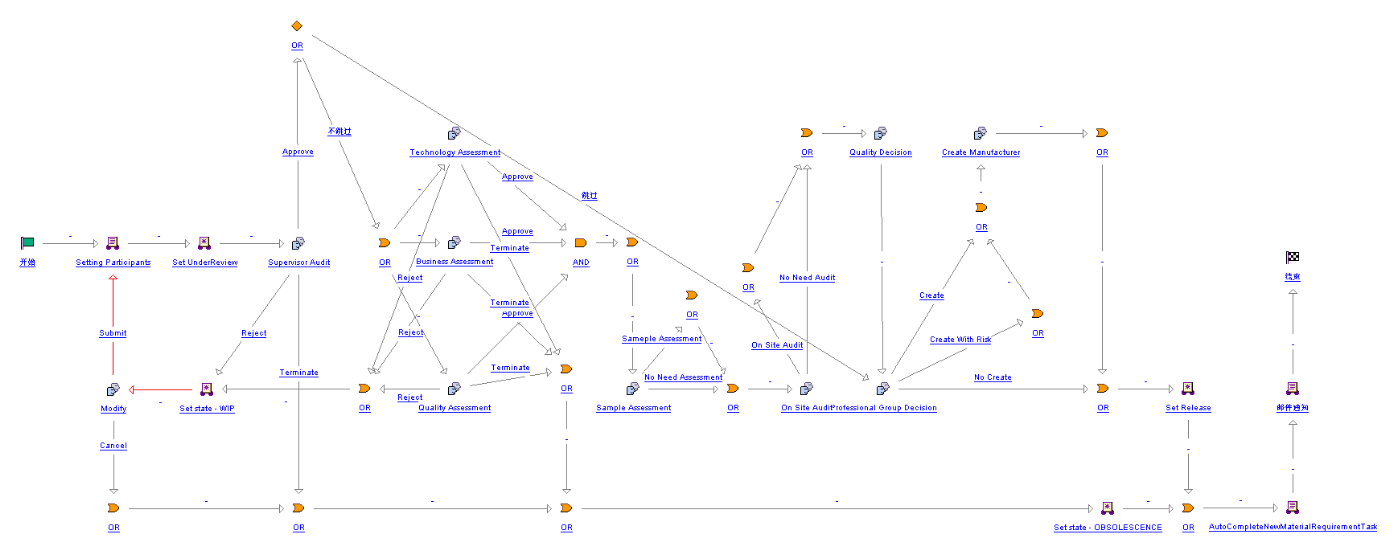 OR
不跳过
Approve
Technology Assessment
Approve
跳过
OR
Quality Decision
Create Manufacturer
OR
开始
Setting Participants
Set UnderReview
Supervisor Audit
OR
Business Assessment
Approve
Terminate
AND
OR
OR
No Need Audit
OR
结束
Reject
Submit
Reject
Terminate
Reject
Terminate
Approve
Terminate
OR
Sameple Assessment
No Need Assessment
On Site Audit
Create
Create With Risk
OR
No Create
Modify
Set state - WIP
OR
Reject
Quality Assessment
OR
Sample Assessment
OR
On Site Audit
Professional Group Decision
OR
Set Release
邮件通知
Cancel
OR
OR
OR
Set state - OBSOLESCENCE
OR
AutoCompleteNewMaterialRequirementTask